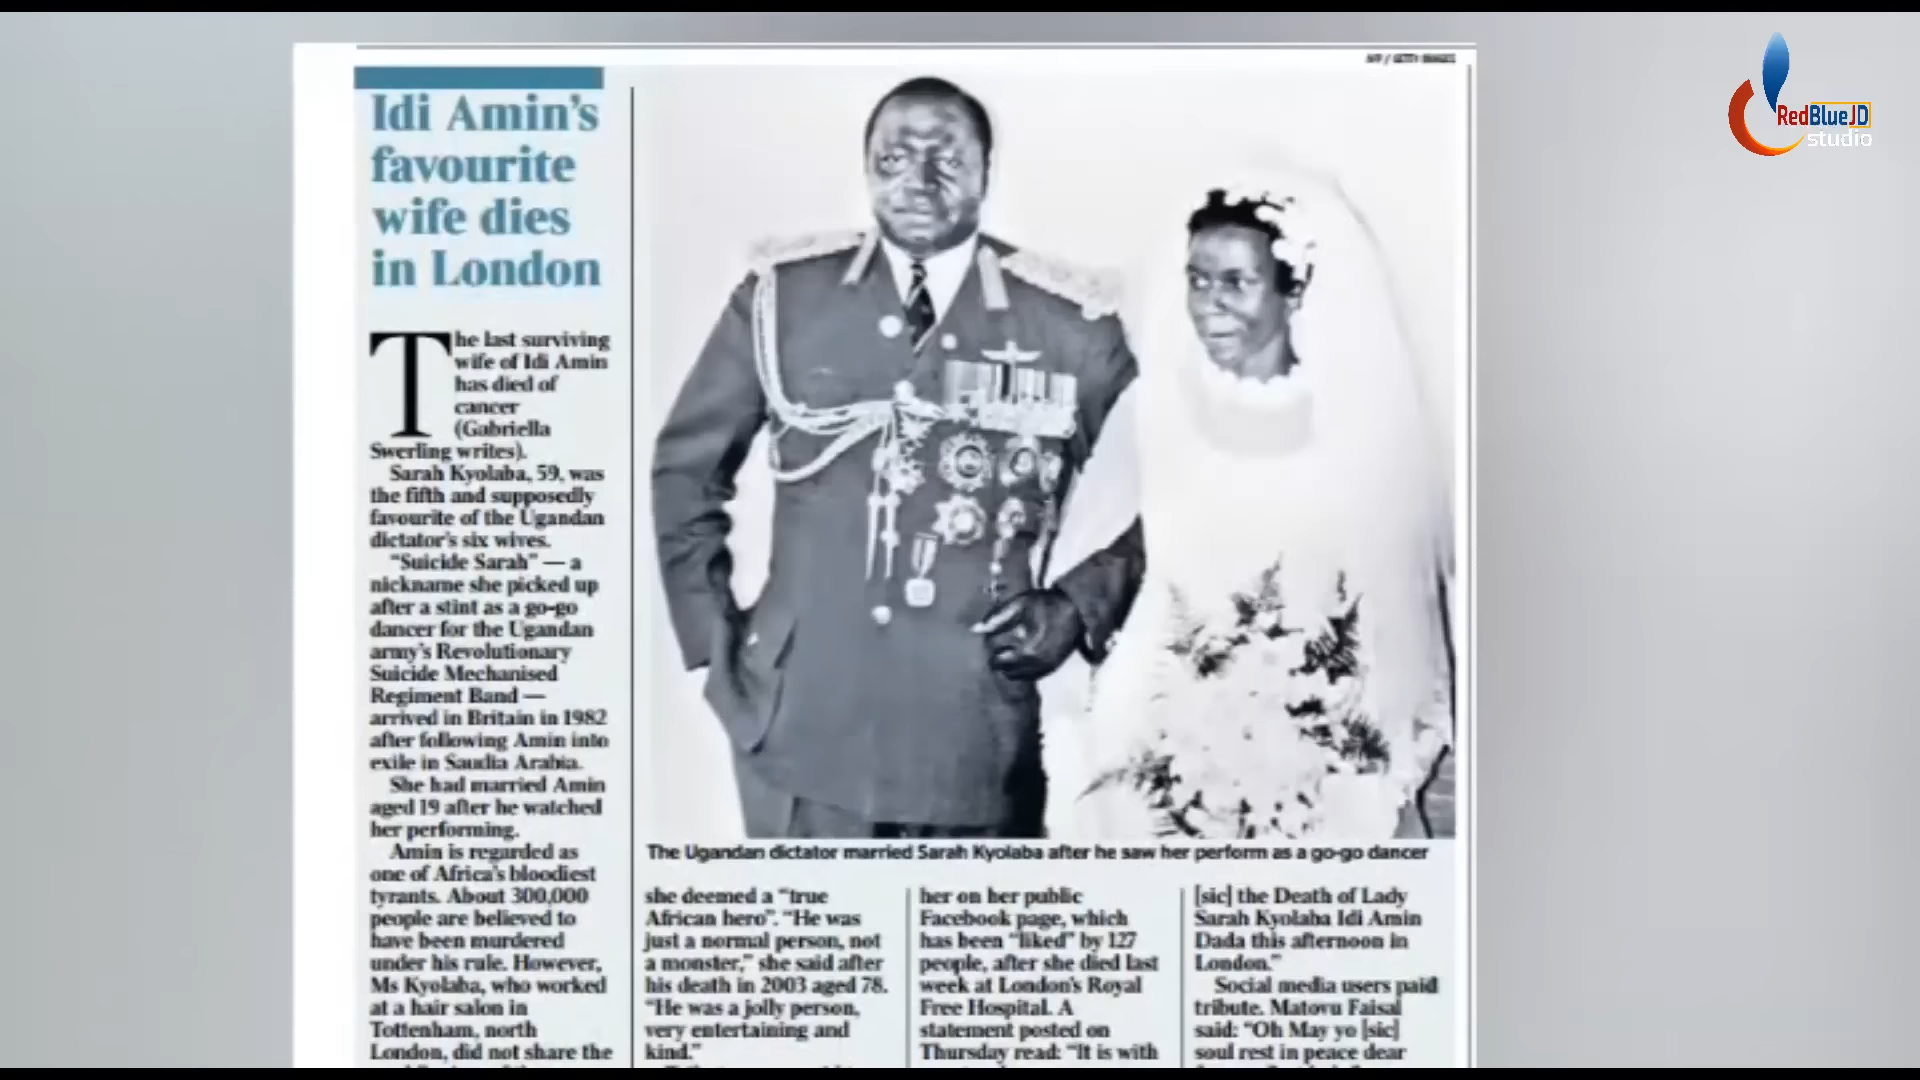 AFP / GETTY IMAGES
RedBlueJD
studio
Idi Amin's
favourite
wife dies
in London
The last surviving
wife of Idi Amin
has died of
cancer
(Gabriella
Swerling writes).
Sarah Kyolaba, 59, was
the fifth and supposedly
favourite of the Ugandan
dictator's six wives.
"Suicide Sarah" — a
nickname she picked up
after a stint as a go-go
dancer for the Ugandan
army's Revolutionary
Suicide Mechanised
Regiment Band —
arrived in Britain in 1982
after following Amin into
exile in Saudia Arabia.
She had married Amin
aged 19 after he watched
her performing.
Amin is regarded as
one of Africa's bloodiest
tyrants. About 300,000
people are believed to
have been murdered
under his rule. However,
Ms Kyolaba, who worked
at a hair salon in
Tottenham, north
London, did not share the
The Ugandan dictator married Sarah Kyolaba after he saw her perform as a go-go dancer
she deemed a "true
African hero". "He was
just a normal person, not
a monster," she said after
his death in 2003 aged 78.
"He was a jolly person,
very entertaining and
kind."
her on her public
Facebook page, which
has been "liked" by 127
people, after she died last
week at London's Royal
Free Hospital. A
statement posted on
Thursday read: "It is with
[sic] the Death of Lady
Sarah Kyolaba Idi Amin
Dada this afternoon in
London."
Social media users paid
tribute. Matovu Faisal
said: "Oh May yo [sic]
soul rest in peace dear